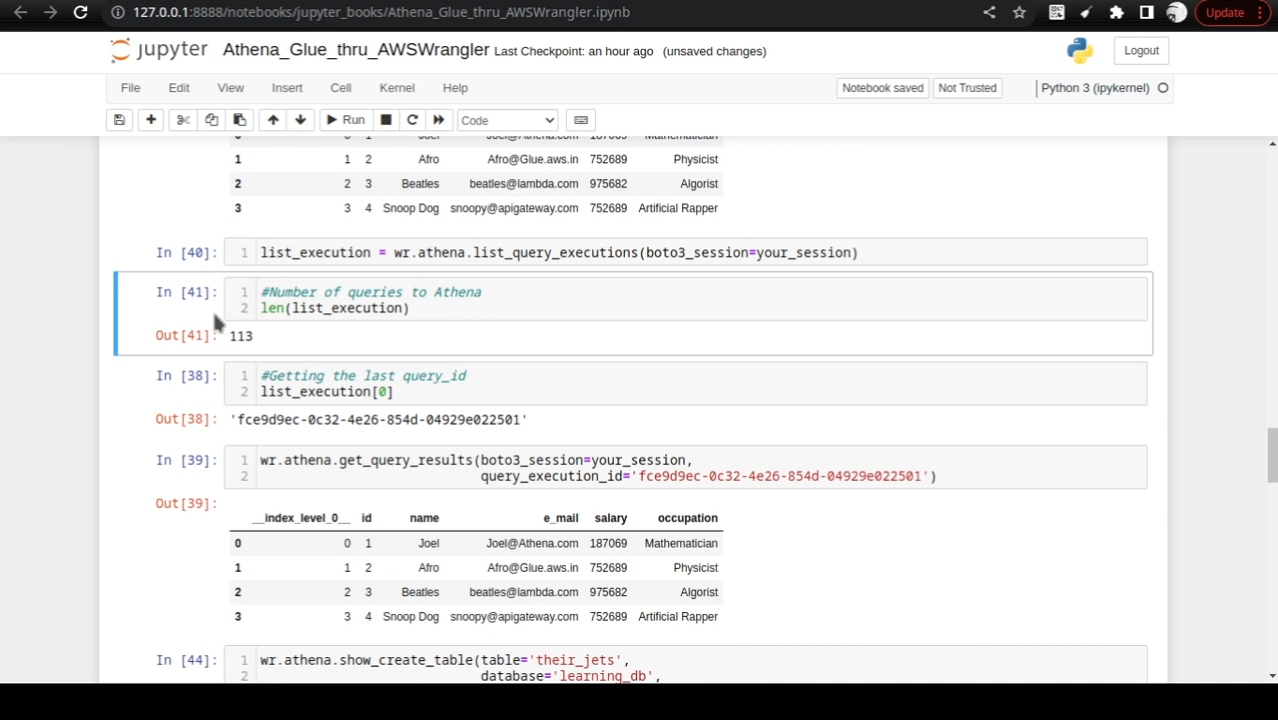 127.0.0.1:8888/notebooks/jupyter_books/Athena_Glue_thru_AWSWrangler.ipynb Update
jupyter Athena_Glue_thru_AWSWrangler Last Checkpoint: an hour ago (unsaved changes) Logout
File Edit View Insert Cell Kernel Help Notebook saved Not Trusted Python 3 (ipykernel)
Run Code
0 0 1 Joel Joel@Athena.com 187069 Mathematician
1 1 2 Afro Afro@Glue.aws.in 752689 Physicist
2 2 3 Beatles beatles@lambda.com 975682 Algorist
3 3 4 Snoop Dog snoopy@apigateway.com 752689 Artificial Rapper
In [40]: 1 list_execution = wr.athena.list_query_executions(boto3_session=your_session)
In [41]: 1 #Number of queries to Athena
2 len(list_execution)
Out[41]: 113
In [38]: 1 #Getting the last query_id
2 list_execution[0]
Out[38]: 'fce9d9ec-0c32-4e26-854d-04929e022501'
In [39]: 1 wr.athena.get_query_results(boto3_session=your_session,
2 query_execution_id='fce9d9ec-0c32-4e26-854d-04929e022501')
Out[39]:
__index_level_0__ id name e_mail salary occupation
0 0 1 Joel Joel@Athena.com 187069 Mathematician
1 1 2 Afro Afro@Glue.aws.in 752689 Physicist
2 2 3 Beatles beatles@lambda.com 975682 Algorist
3 3 4 Snoop Dog snoopy@apigateway.com 752689 Artificial Rapper
In [44]: 1 wr.athena.show_create_table(table='their_jets',
2 database='learning_db',